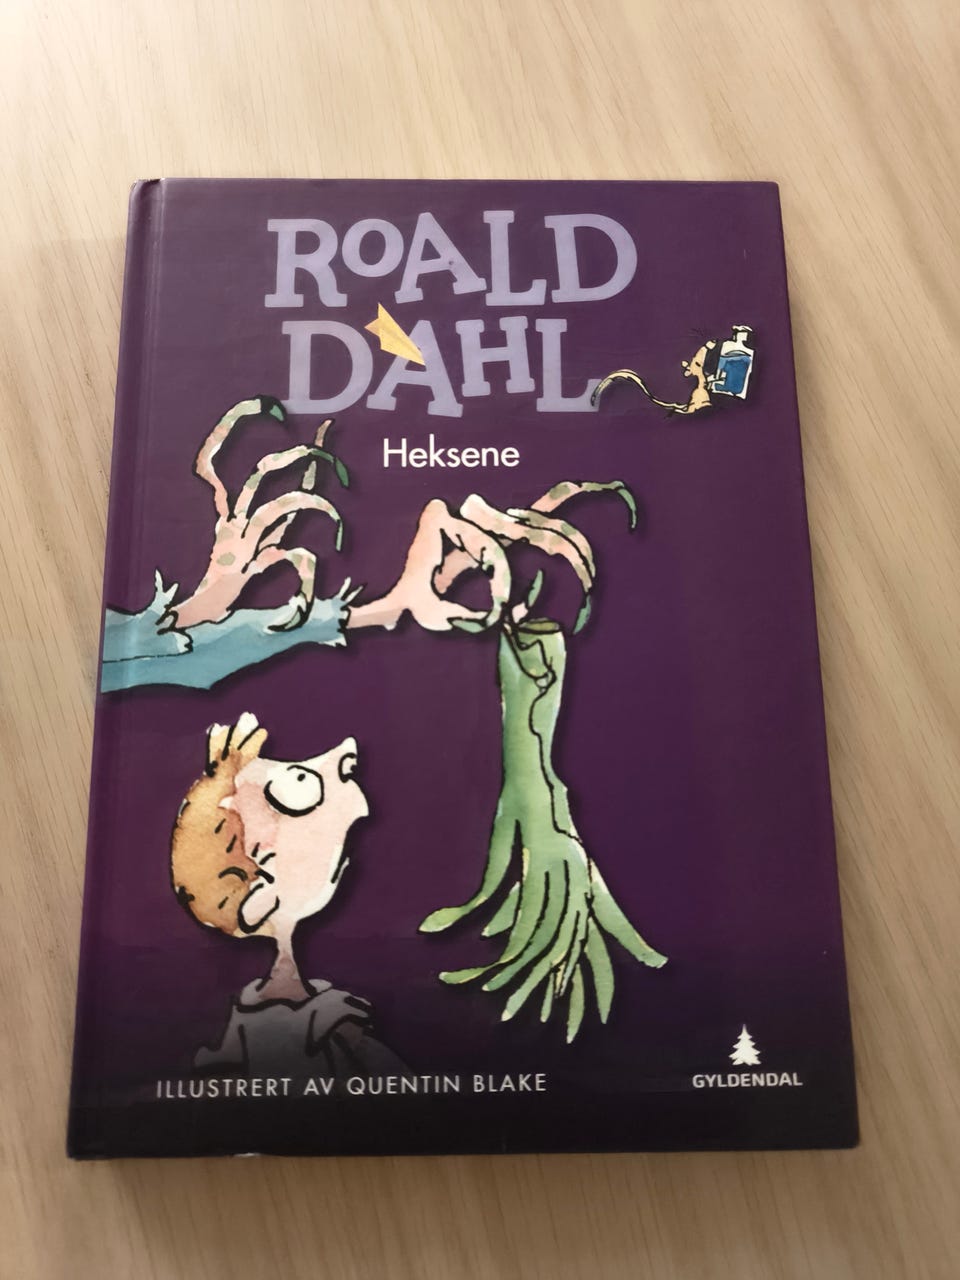 ROALD
DAHL
Heksene
ILLUSTRERT AV QUENTIN BLAKE
GYLDENDAL